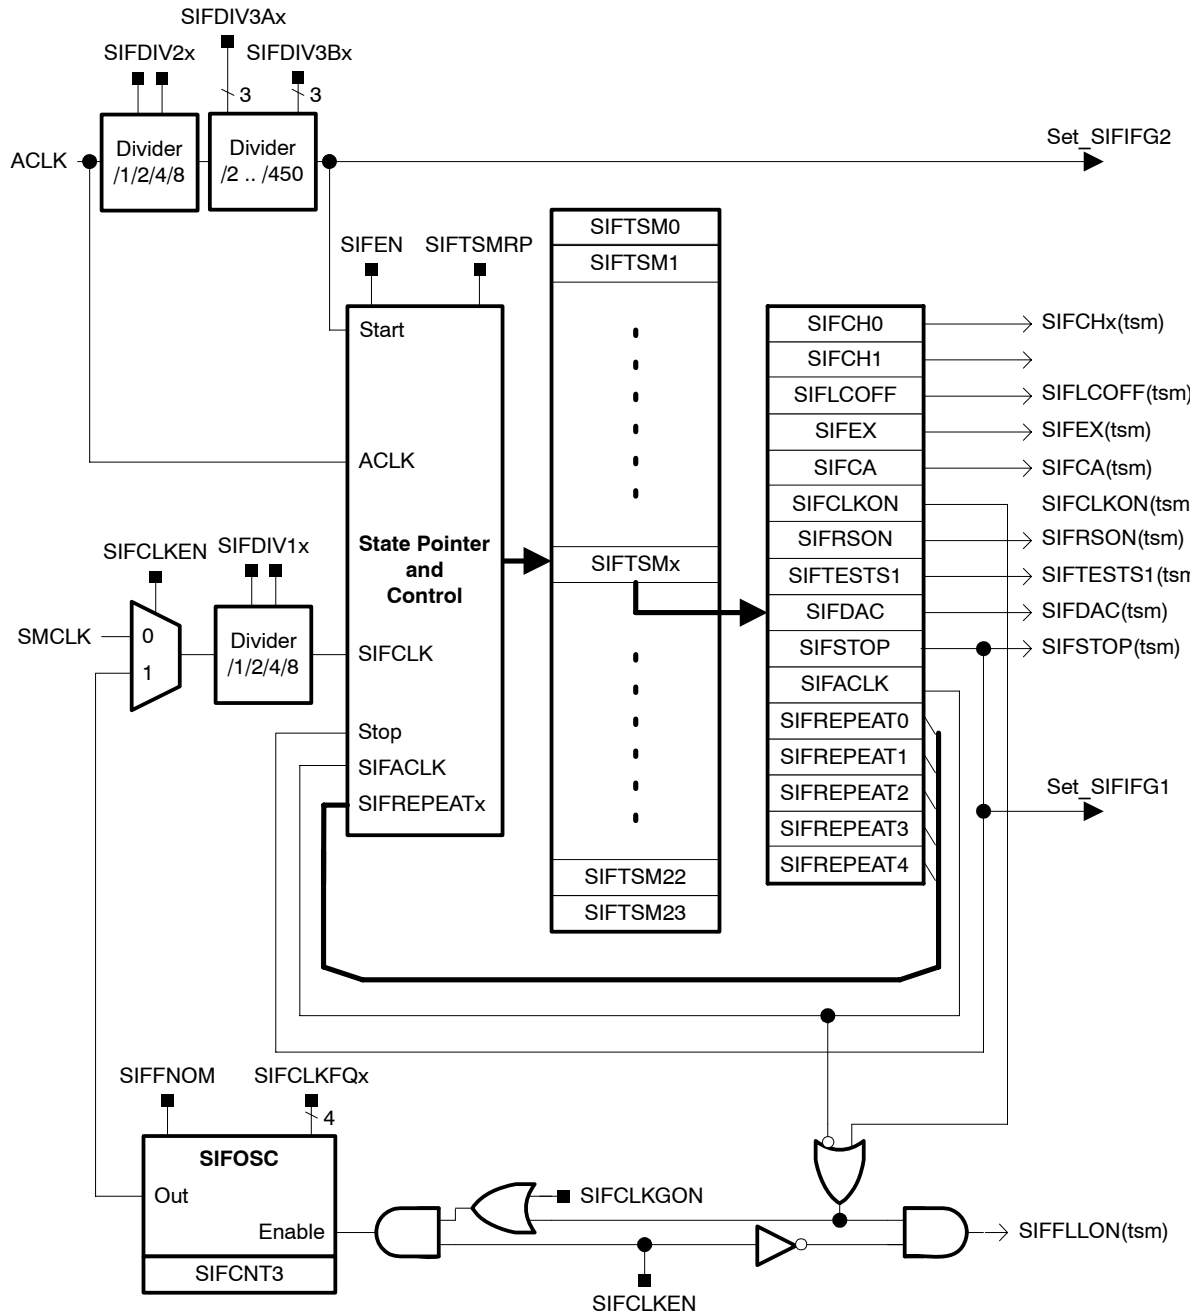 SIFDIV3Ax
SIFDIV2x
SIFDIV3Bx
3
3
ACLK
Divider
/1/2/4/8
Divider
/2 .. /450
Set_SIFIFG2
SIFEN
SIFTSMRP
Start
ACLK
State Pointer
and
Control
SIFCLK
Stop
SIFACLK
SIFREPEATx
SIFCLKEN
SIFDIV1x
SMCLK
0
1
Divider
/1/2/4/8
SIFTSM0
SIFTSM1
SIFTSMx
SIFTSM22
SIFTSM23
SIFCH0
SIFCH1
SIFLCOFF
SIFEX
SIFCA
SIFCLKON
SIFRSON
SIFTESTS1
SIFDAC
SIFSTOP
SIFACLK
SIFREPEAT0
SIFREPEAT1
SIFREPEAT2
SIFREPEAT3
SIFREPEAT4
SIFCHx(tsm)
SIFLCOFF(tsm)
SIFEX(tsm)
SIFCA(tsm)
SIFCLKON(tsm
SIFRSON(tsm)
SIFTESTS1(tsm
SIFDAC(tsm)
SIFSTOP(tsm)
Set_SIFIFG1
SIFFNOM
SIFCLKFQx
4
SIFOSC
Out
Enable
SIFCNT3
SIFCLKGON
SIFCLKEN
SIFFLLON(tsm)